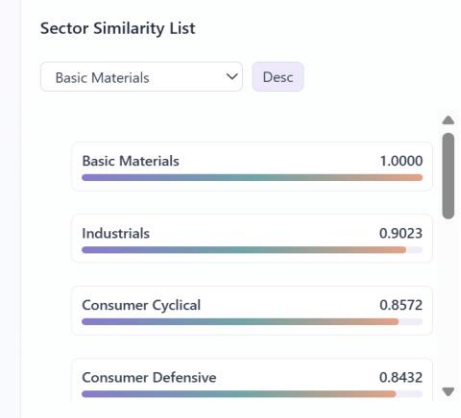 Sector Similarity List
Basic Materials Desc
Basic Materials 1.0000
Industrials 0.9023
Consumer Cyclical 0.8572
Consumer Defensive 0.8432